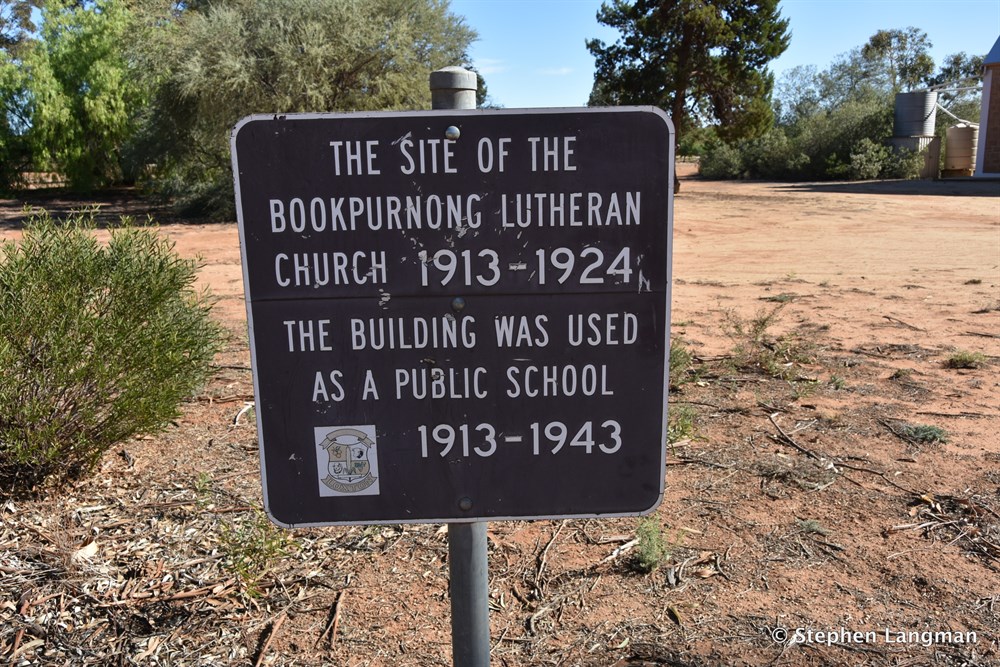 THE SITE OF THE
BOOKPURNONG LUTHERAN
CHURCH 1913-1924
THE BUILDING WAS USED
AS A PUBLIC SCHOOL
1913-1943
© Stephen Langman